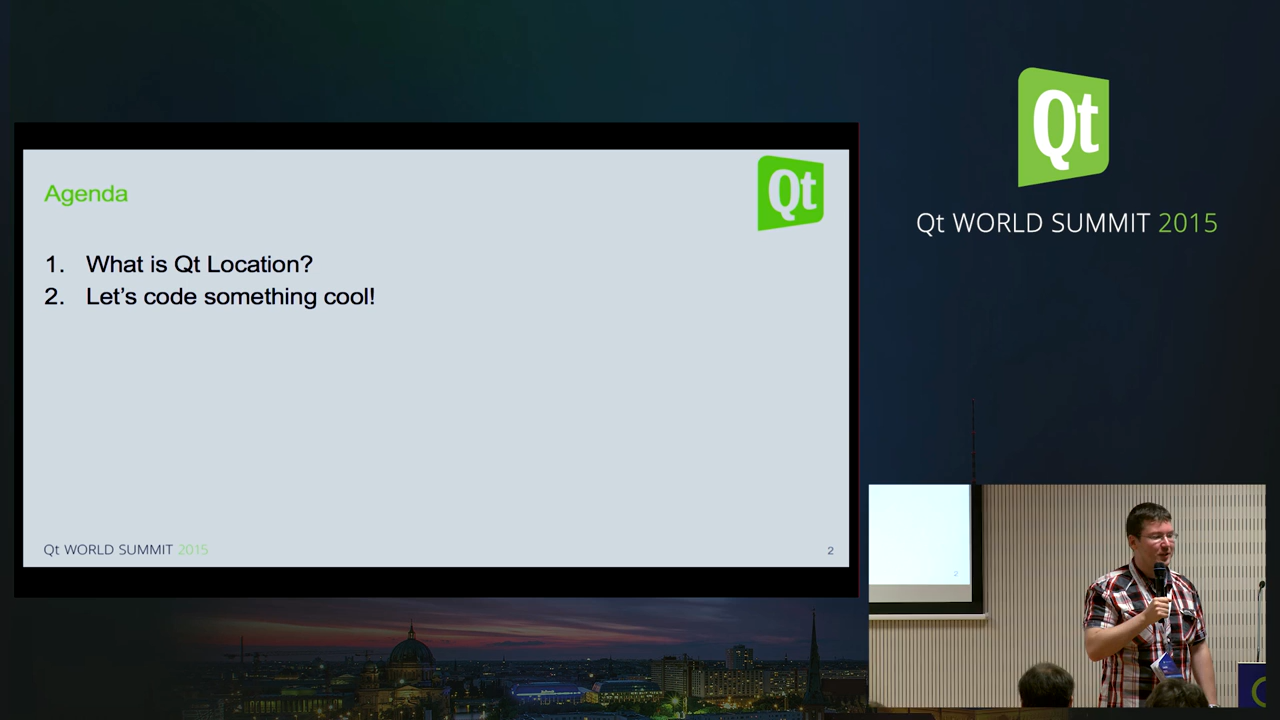 Agenda
Qt
1. What is Qt Location?
2. Let's code something cool!
Qt WORLD SUMMIT 2015
2
Qt
Qt WORLD SUMMIT 2015
2